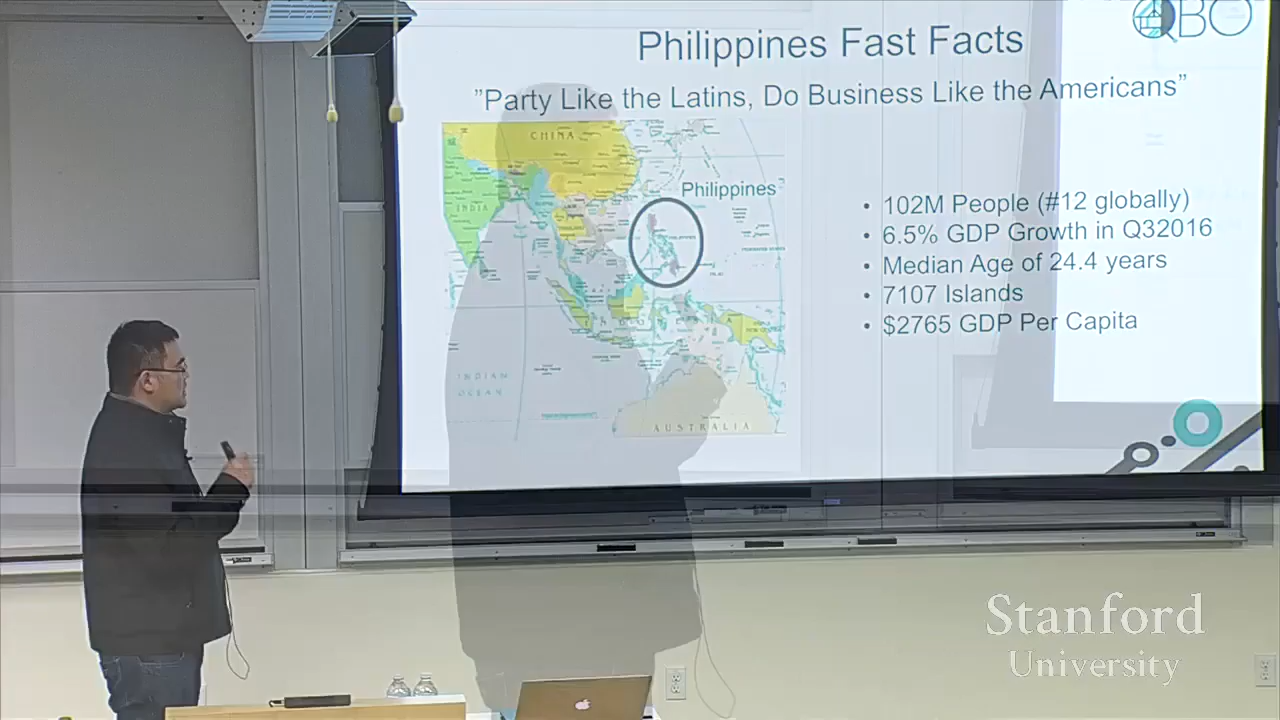 QBO
Philippines Fast Facts
"Party Like the Latins, Do Business Like the Americans"
CHINA
INDIA
Philippines
PHILIPPINES
INDONESIA
INDIAN
OCEAN
AUSTRALIA
• 102M People (#12 globally)
• 6.5% GDP Growth in Q32016
• Median Age of 24.4 years
• 7107 Islands
• $2765 GDP Per Capita
Stanford
University